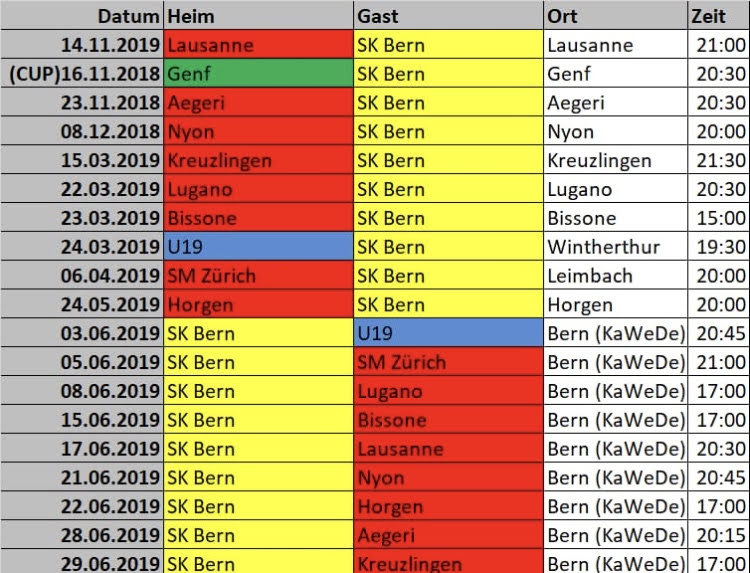 Datum Heim Gast Ort Zeit
14.11.2019 Lausanne SK Bern Lausanne 21:00
(CUP)16.11.2018 Genf SK Bern Genf 20:30
23.11.2018 Aegeri SK Bern Aegeri 20:30
08.12.2018 Nyon SK Bern Nyon 20:00
15.03.2019 Kreuzlingen SK Bern Kreuzlingen 21:30
22.03.2019 Lugano SK Bern Lugano 20:30
23.03.2019 Bissone SK Bern Bissone 15:00
24.03.2019 U19 SK Bern Wintherthur 19:30
06.04.2019 SM Zürich SK Bern Leimbach 20:00
24.05.2019 Horgen SK Bern Horgen 20:00
03.06.2019 SK Bern U19 Bern (KaWeDe) 20:45
05.06.2019 SK Bern SM Zürich Bern (KaWeDe) 21:00
08.06.2019 SK Bern Lugano Bern (KaWeDe) 17:00
15.06.2019 SK Bern Bissone Bern (KaWeDe) 17:00
17.06.2019 SK Bern Lausanne Bern (KaWeDe) 20:30
21.06.2019 SK Bern Nyon Bern (KaWeDe) 20:45
22.06.2019 SK Bern Horgen Bern (KaWeDe) 17:00
28.06.2019 SK Bern Aegeri Bern (KaWeDe) 20:15
29.06.2019 SK Bern Kreuzlingen Bern (KaWeDe) 17:00